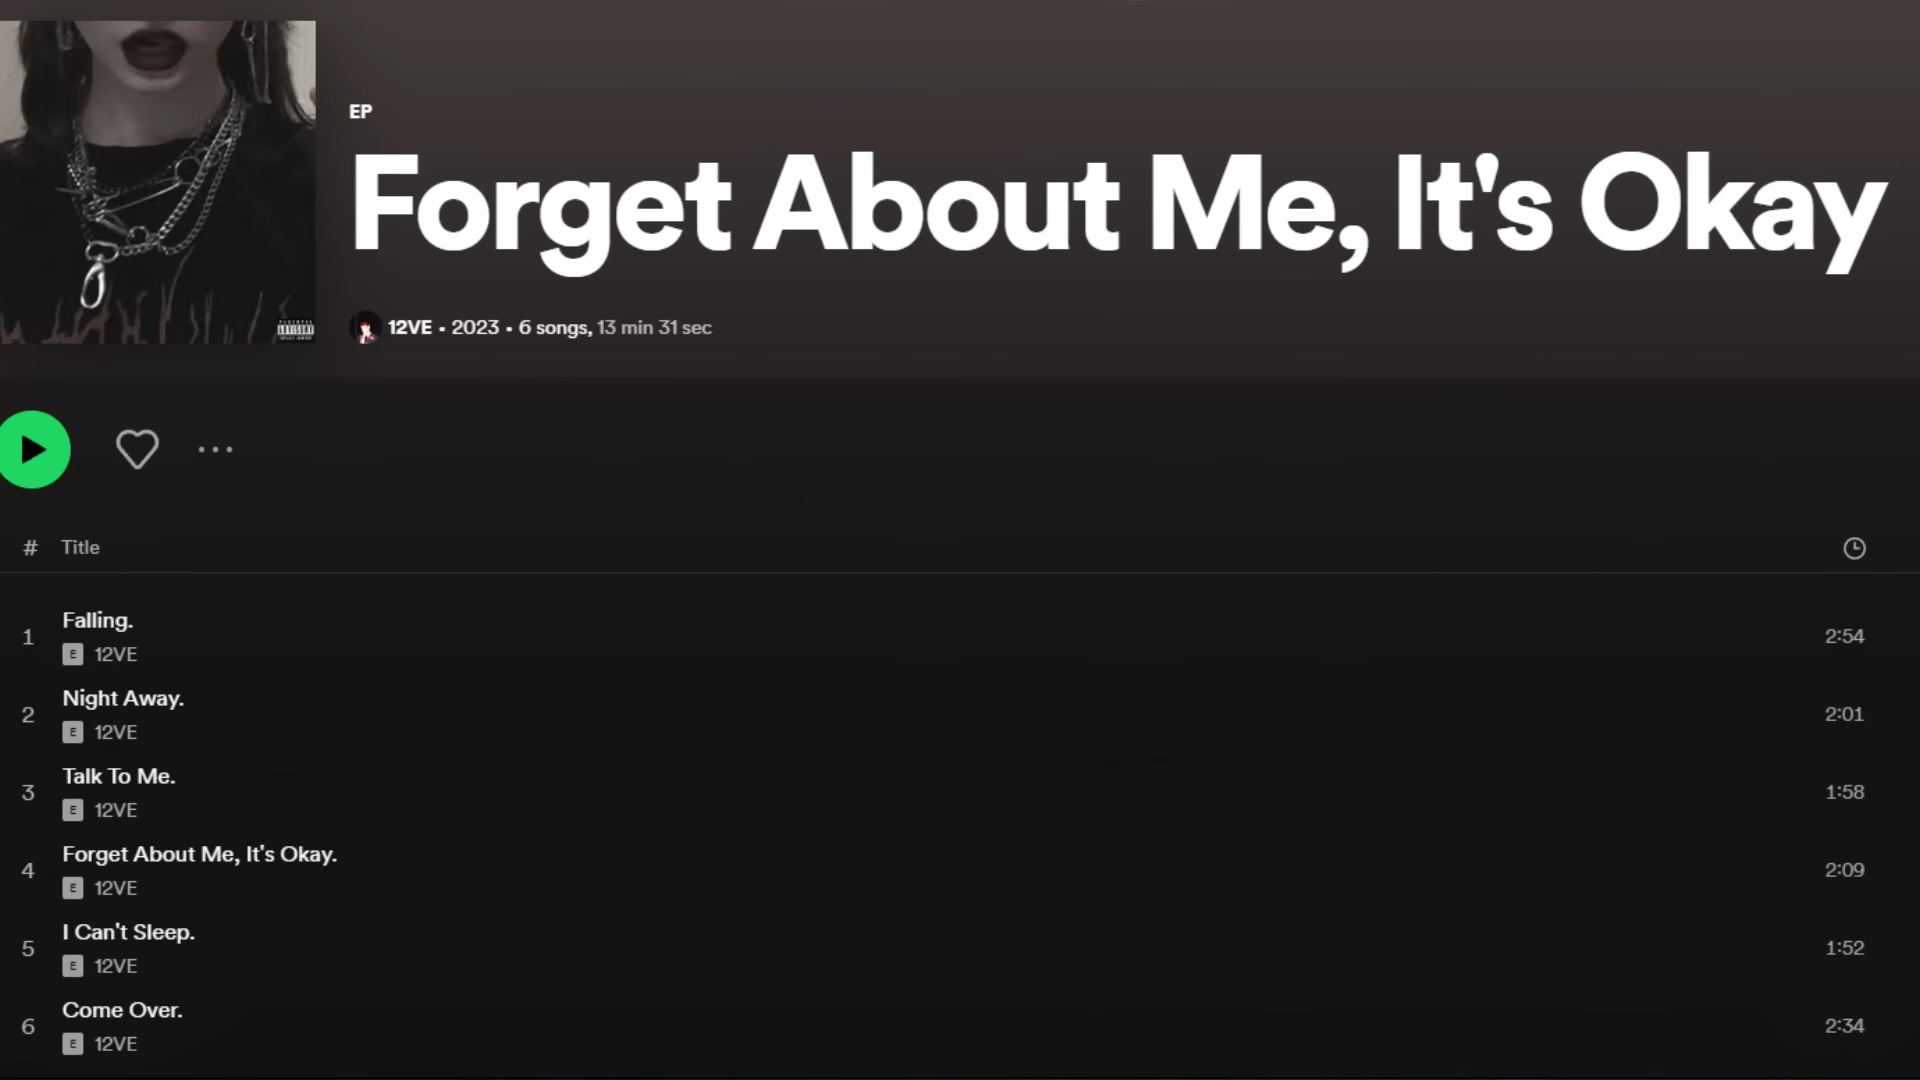 EP
Forget About Me, It's Okay
12VE • 2023 • 6 songs, 13 min 31 sec
# Title
1 Falling. 2:54
E 12VE
2 Night Away. 2:01
E 12VE
3 Talk To Me. 1:58
E 12VE
4 Forget About Me, It's Okay. 2:09
E 12VE
5 I Can't Sleep. 1:52
E 12VE
6 Come Over. 2:34
E 12VE